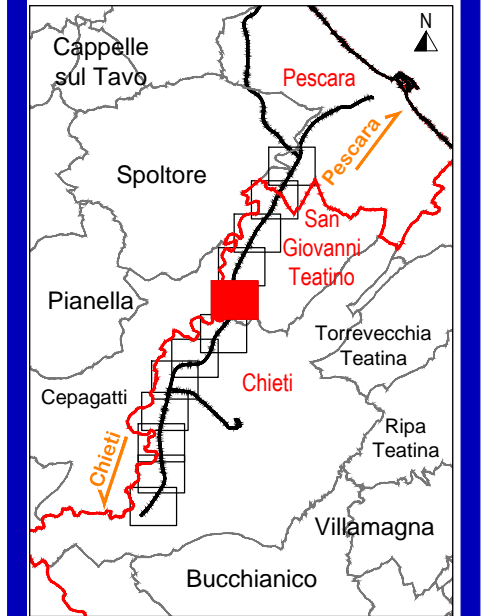 N
Cappelle
sul Tavo
Pescara
Pescara
Spoltore
San
Giovanni
Teatino
Pianella
Torrevecchia
Teatina
Chieti
Cepagatti
Ripa
Teatina
Chieti
Villamagna
Bucchianico